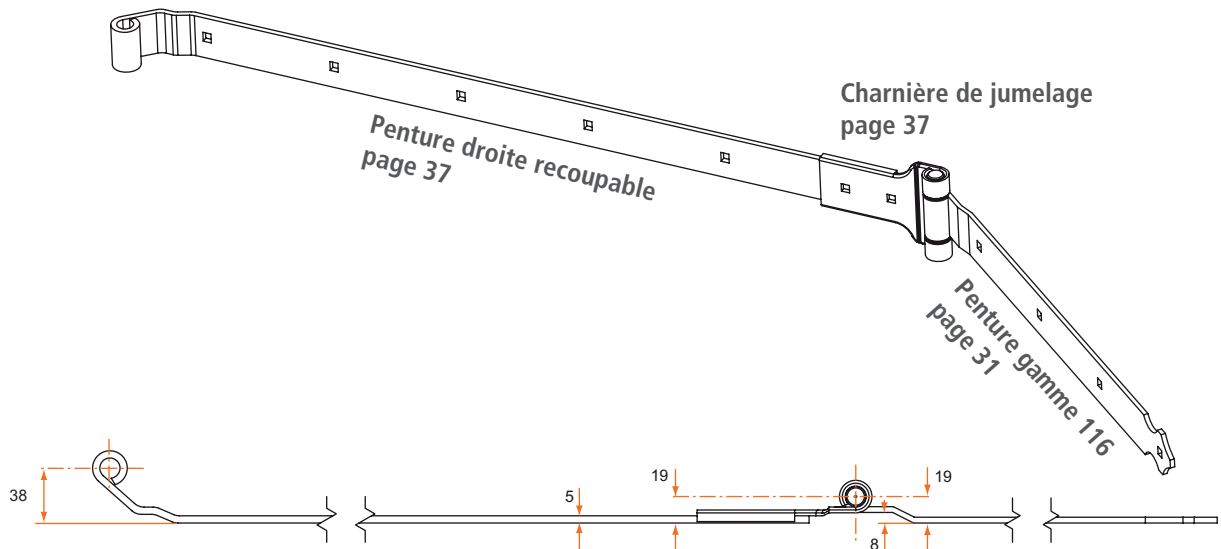 Charnière de jumelage
page 37
Penture droite recoupable
page 37
Penture gamme 116
page 31
38
5
19
19
8